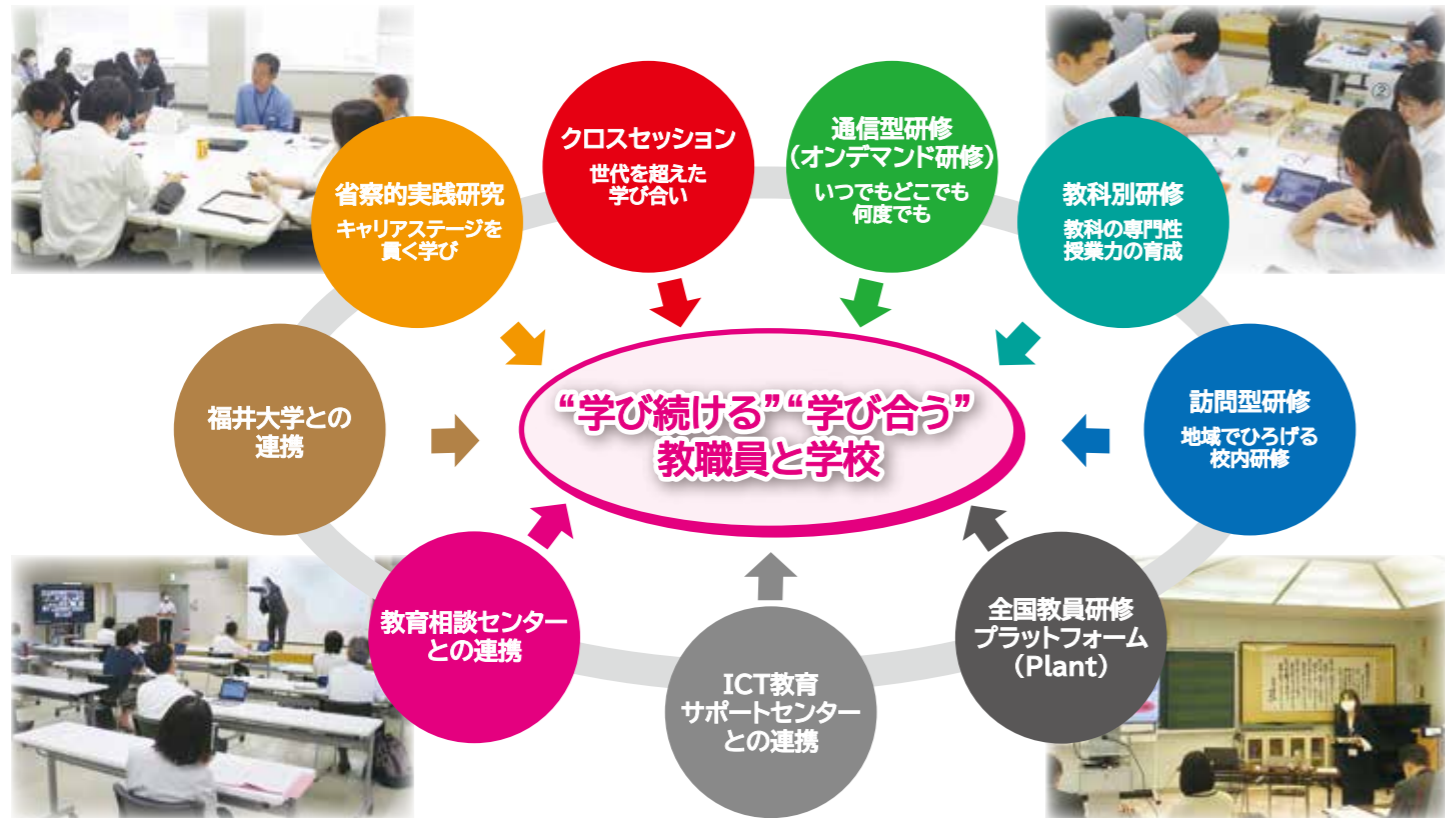 クロスセッション
世代を超えた
学び合い
通信型研修
(オンデマンド研修)
いつでもどこでも
何度でも
省察的実践研究
キャリアステージを
貫く学び
教科別研修
教科の専門性
授業力の育成
福井大学との
連携
“学び続ける”“学び合う”
教職員と学校
訪問型研修
地域でひろげる
校内研修
教育相談センター
との連携
ICT教育
サポートセンター
との連携
全国教員研修
プラットフォーム
(Plant)
②